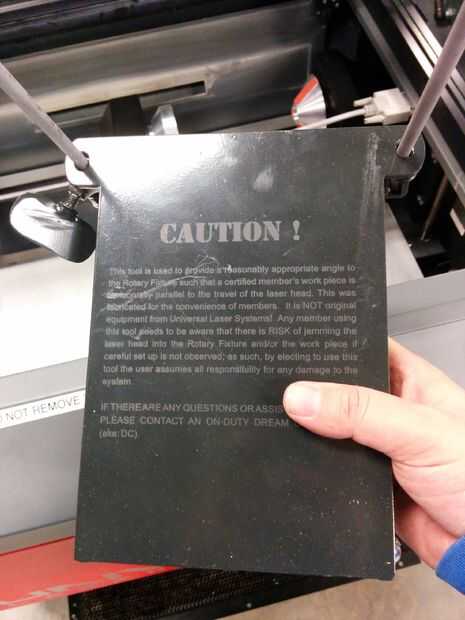 CAUTION !
This tool is used to provide a reasonably appropriate angle to
the Rotary Fixture such that a certified member's work piece is
parallel to the travel of the laser head. This was
fabricated for the convenience of members. It is NOT original
equipment from Universal Laser Systems! Any member using
this tool needs to be aware that there is RISK of jamming the
laser head into the Rotary Fixture and/or the work piece if
careful set up is not observed; as such, by electing to use this
tool the user assumes all responsibility for any damage to the
system.
IF THERE ARE ANY QUESTIONS OR ASSIS
PLEASE CONTACT AN ON-DUTY DREAM
(aka: DC).
NOT REMOVE